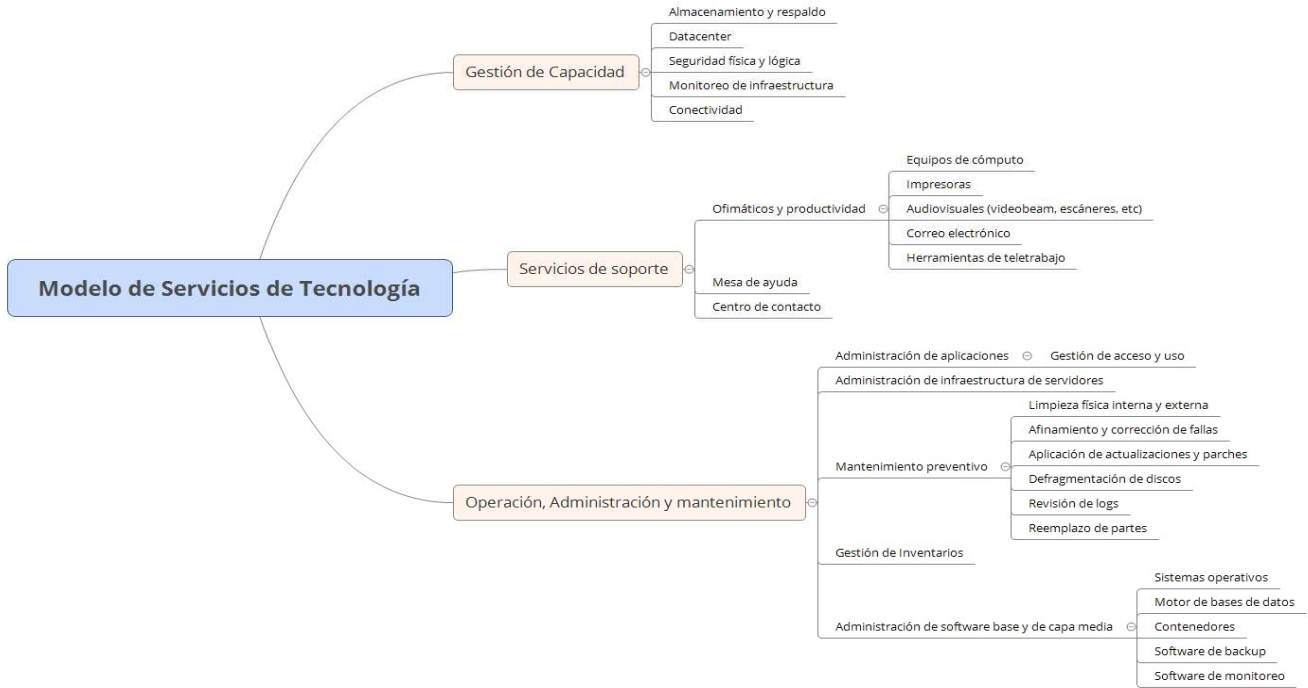 Modelo de Servicios de Tecnología
Gestión de Capacidad
Almacenamiento y respaldo
Datacenter
Seguridad física y lógica
Monitoreo de infraestructura
Conectividad
Servicios de soporte
Ofimáticos y productividad
Equipos de cómputo
Impresoras
Audiovisuales (videobeam, escáneres, etc)
Correo electrónico
Herramientas de teletrabajo
Mesa de ayuda
Centro de contacto
Operación, Administración y mantenimiento
Administración de aplicaciones
Gestión de acceso y uso
Administración de infraestructura de servidores
Mantenimiento preventivo
Limpieza física interna y externa
Afinamiento y corrección de fallas
Aplicación de actualizaciones y parches
Defragmentación de discos
Revisión de logs
Reemplazo de partes
Gestión de Inventarios
Administración de software base y de capa media
Sistemas operativos
Motor de bases de datos
Contenedores
Software de backup
Software de monitoreo